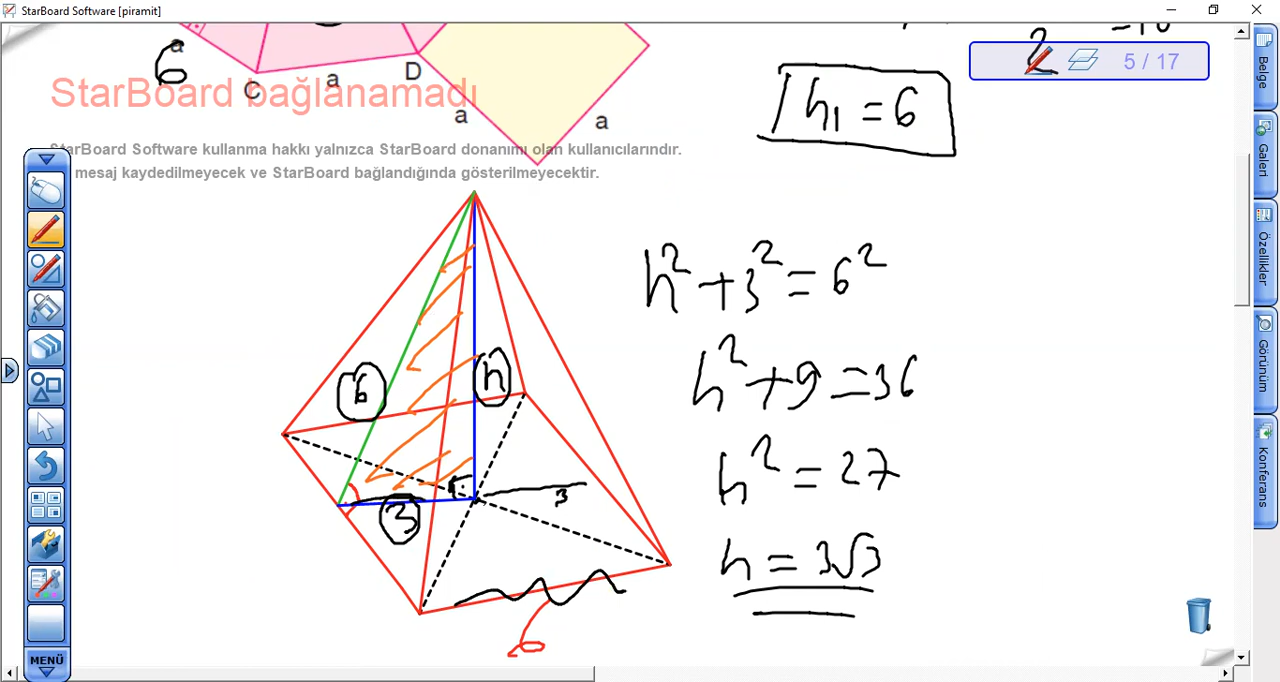 StarBoard Software [piramit]
a
6
C
a
D
a
a
StarBoard bağlanamadı
StarBoard Software kullanma hakkı yalnızca StarBoard donanımı olan kullanıcılarındır.
mesaj kaydedilmeyecek ve StarBoard bağlandığında gösterilmeyecektir.
2
5 / 17
h₁ = 6
h² + 3² = 6²
h² + 9 = 36
h² = 27
h = 3√3
6
h
3
3
6
MENÜ
Belge
Galeri
Özellikler
Görünüm
Konferans